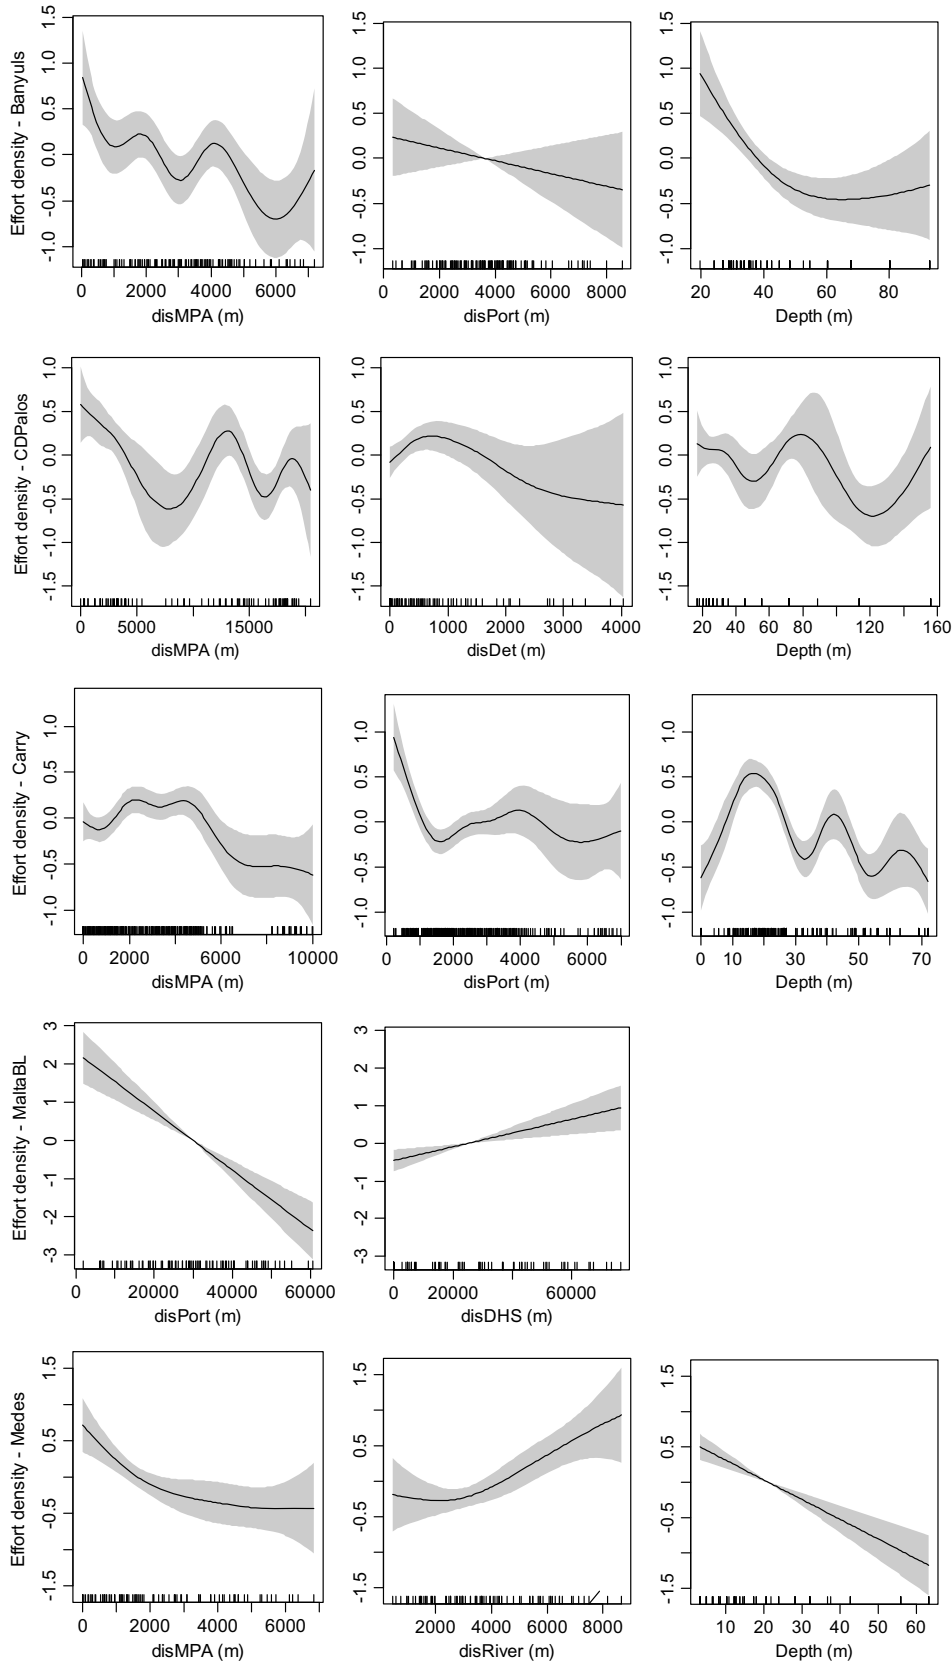 Effort density - Banyuls
1.5
1.0
0.5
0.0
-0.5
-1.0
0 2000 4000 6000
disMPA (m)
1.5
1.0
0.5
0.0
-0.5
-1.0
0 2000 4000 6000 8000
disPort (m)
1.5
1.0
0.5
0.0
-0.5
-1.0
20 40 60 80
Depth (m)
Effort density - CDPalos
1.0
0.5
0.0
-0.5
-1.0
-1.5
0 5000 15000
disMPA (m)
1.0
0.5
0.0
-0.5
-1.0
-1.5
0 1000 2000 3000 4000
disDet (m)
1.0
0.5
0.0
-0.5
-1.0
-1.5
20 40 60 80 120 160
Depth (m)
Effort density - Carry
1.0
0.5
0.0
-0.5
-1.0
0 2000 4000 6000 10000
disMPA (m)
1.0
0.5
0.0
-0.5
-1.0
0 2000 4000 6000
disPort (m)
1.0
0.5
0.0
-0.5
-1.0
0 10 30 50 70
Depth (m)
Effort density - MaltaBL
3
2
1
0
-1
-2
-3
0 20000 40000 60000
disPort (m)
3
2
1
0
-1
-2
-3
0 20000 60000
disDHS (m)
Effort density - Medes
1.5
0.5
-0.5
-1.5
0 2000 4000 6000
disMPA (m)
1.5
0.5
-0.5
-1.5
2000 4000 6000 8000
disRiver (m)
1.5
0.5
-0.5
-1.5
10 20 30 40 50 60
Depth (m)